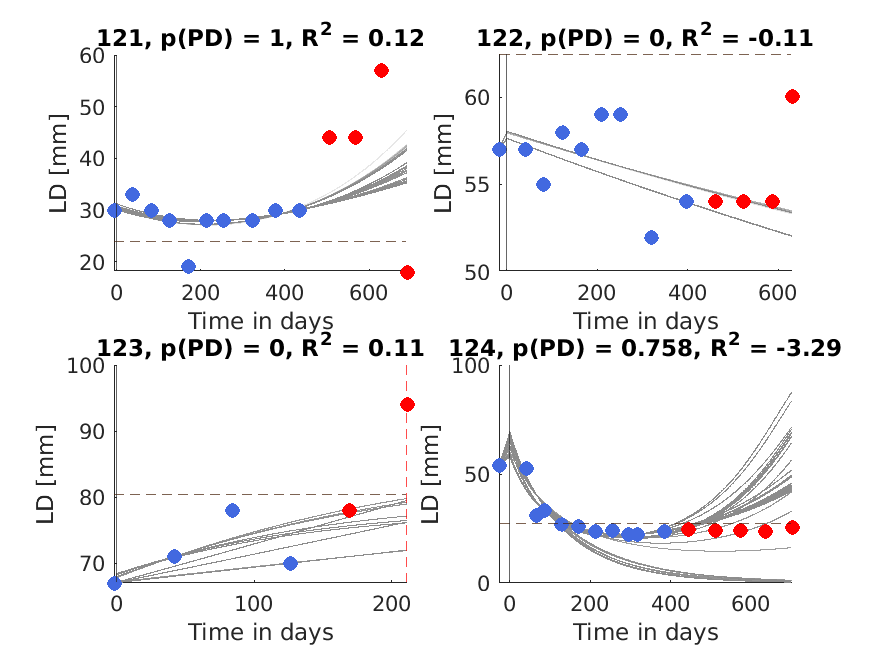 121, p(PD) = 1, R² = 0.12
60
50
40
30
20
LD [mm]
0 200 400 600
Time in days
122, p(PD) = 0, R² = -0.11
60
55
50
LD [mm]
0 200 400 600
Time in days
123, p(PD) = 0, R² = 0.11
100
90
80
70
LD [mm]
0 100 200
Time in days
124, p(PD) = 0.758, R² = -3.29
100
50
0
LD [mm]
0 200 400 600
Time in days